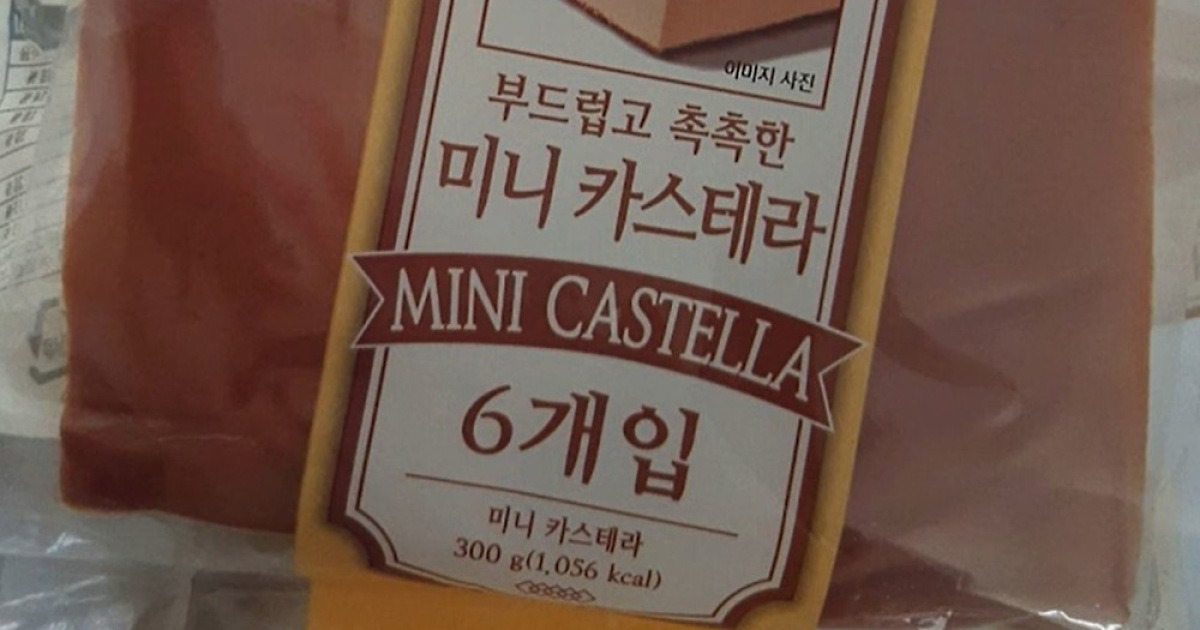 이미지 사진
부드럽고 촉촉한
미니 카스테라
MINI CASTELLA
6개입
미니 카스테라
300 g(1,056 kcal)